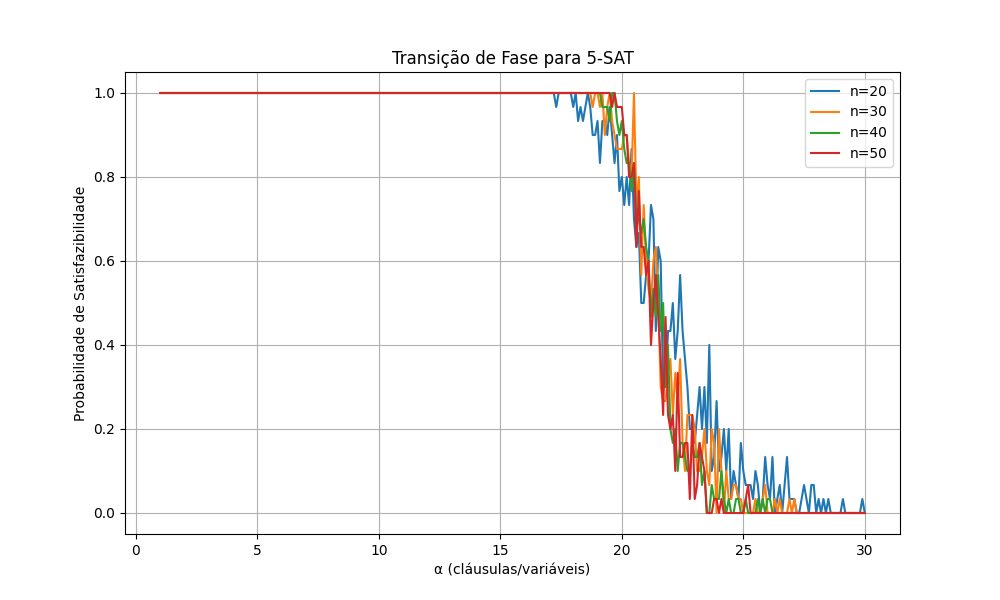 Transição de Fase para 5-SAT
Probabilidade de Satisfazibilidade
1.0
0.8
0.6
0.4
0.2
0.0
n=20
n=30
n=40
n=50
0 5 10 15 20 25 30
α (cláusulas/variáveis)